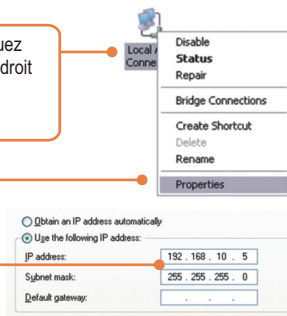 uez
droit
Local A
Conne
Disable
Status
Repair
Bridge Connections
Create Shortcut
Delete
Rename
Properties
Obtain an IP address automatically
Use the following IP address:
IP address: 192 . 168 . 10 . 5
Subnet mask: 255 . 255 . 255 . 0
Default gateway: . . .